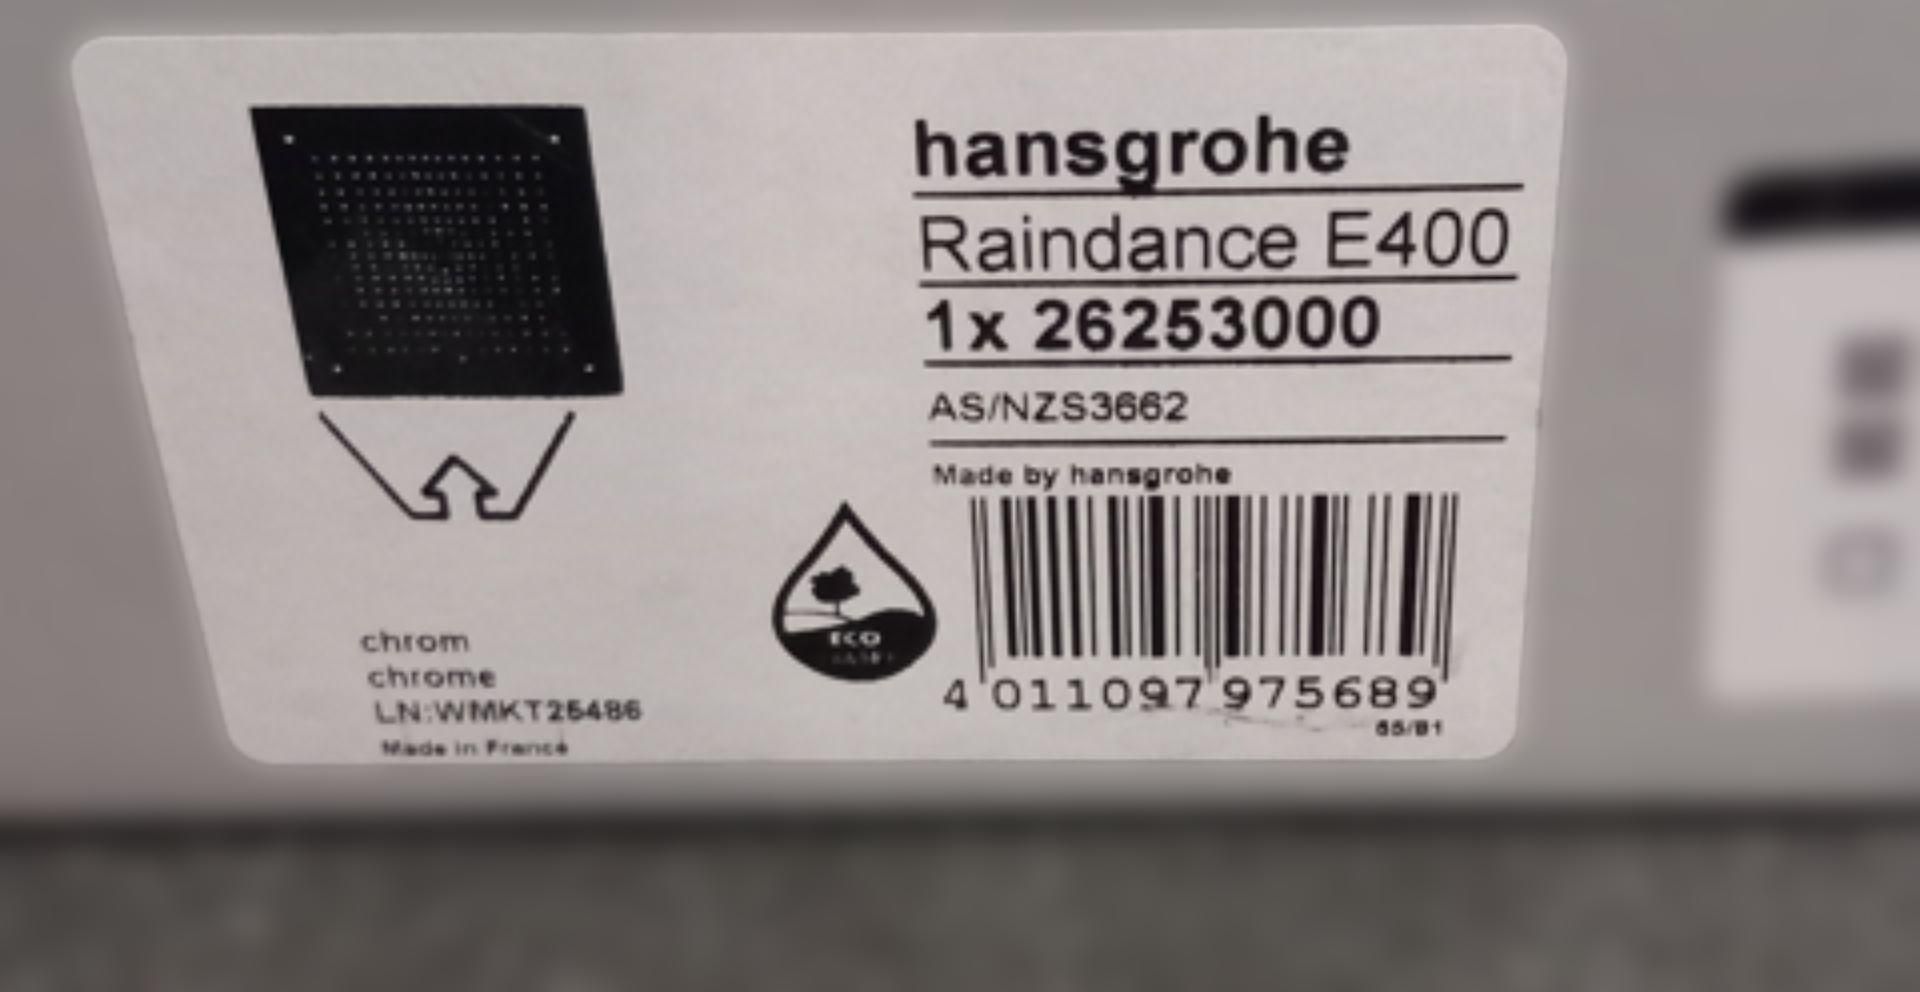 hansgrohe
Raindance E400
1x 26253000
AS/NZS3662
Made by hansgrohe
ECO
4 011097 975689
chrom
chrome
LN:WMKT25486
Made in France